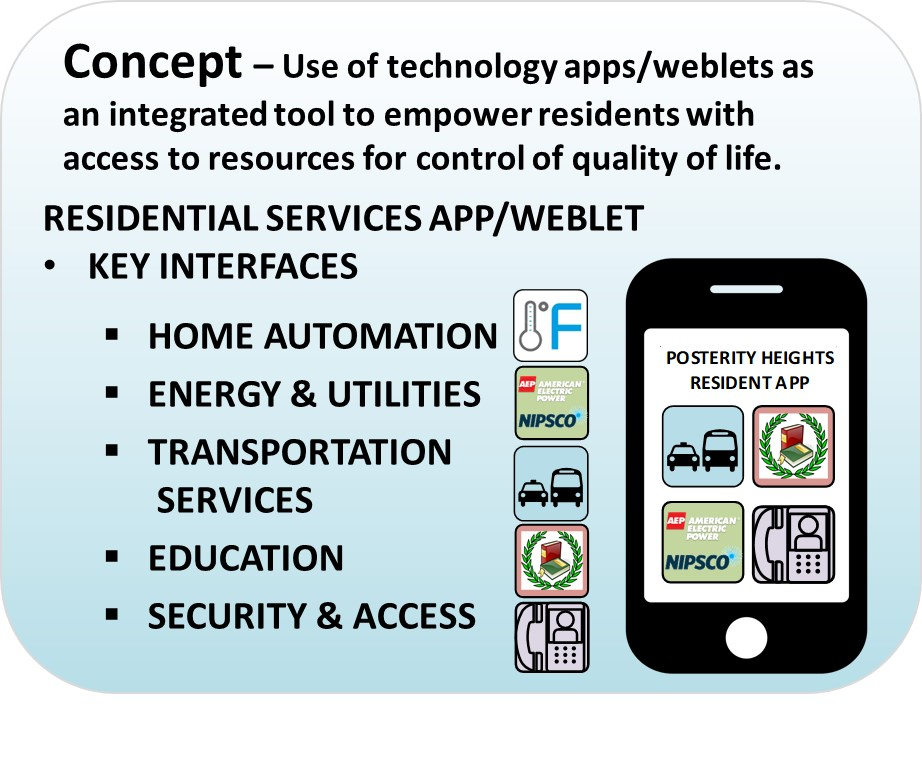 Concept – Use of technology apps/weblets as
an integrated tool to empower residents with
access to resources for control of quality of life.
RESIDENTIAL SERVICES APP/WEBLET
• KEY INTERFACES
▪ HOME AUTOMATION
°F
▪ ENERGY & UTILITIES
AEP AMERICAN
ELECTRIC
POWER
NIPSCO
▪ TRANSPORTATION
SERVICES
▪ EDUCATION
▪ SECURITY & ACCESS
POSTERITY HEIGHTS
RESIDENT APP
AEP AMERICAN
ELECTRIC
POWER
NIPSCO